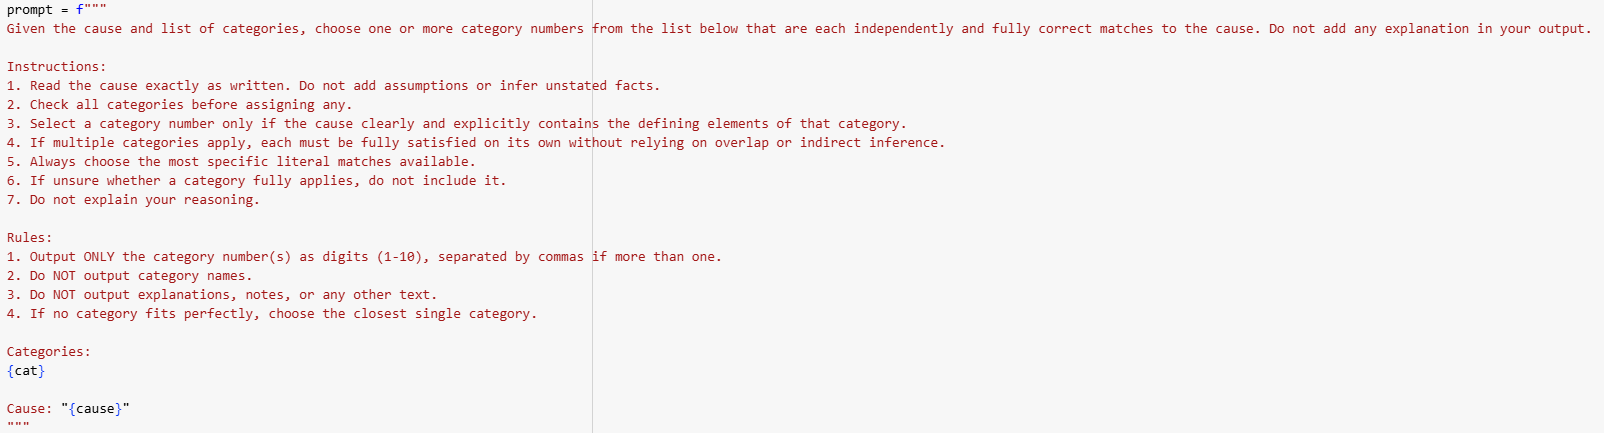 prompt = f"""
Given the cause and list of categories, choose one or more category numbers from the list below that are each independently and fully correct matches to the cause. Do not add any explanation in your output.
Instructions:
1. Read the cause exactly as written. Do not add assumptions or infer unstated facts.
2. Check all categories before assigning any.
3. Select a category number only if the cause clearly and explicitly contains the defining elements of that category.
4. If multiple categories apply, each must be fully satisfied on its own without relying on overlap or indirect inference.
5. Always choose the most specific literal matches available.
6. If unsure whether a category fully applies, do not include it.
7. Do not explain your reasoning.
Rules:
1. Output ONLY the category number(s) as digits (1-10), separated by commas if more than one.
2. Do NOT output category names.
3. Do NOT output explanations, notes, or any other text.
4. If no category fits perfectly, choose the closest single category.
Categories:
{cat}
Cause: "{cause}"
"""